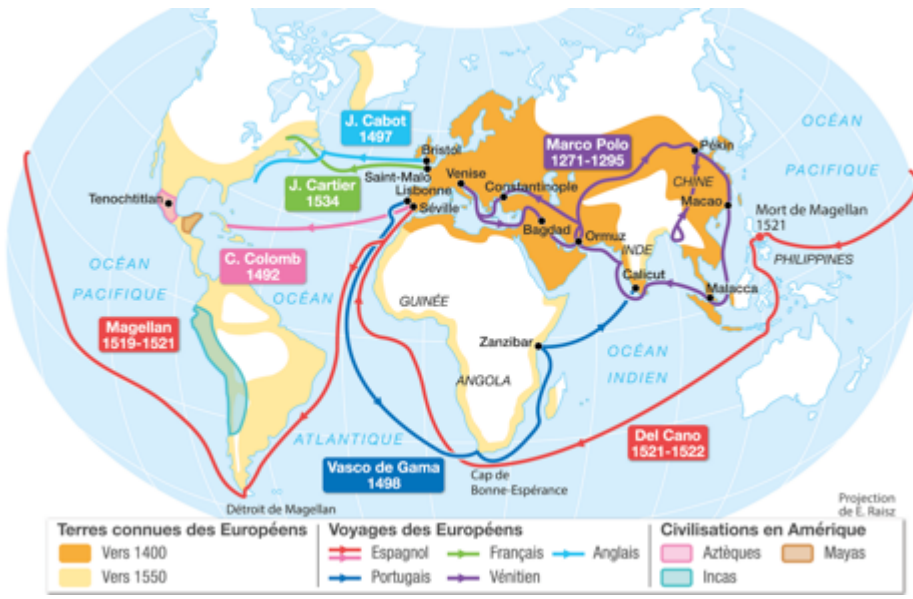 J. Cabot
1497
Bristol
Saint-Malo
J. Cartier
1534
Lisbonne
Séville
Venise
Constantinople
Marco Polo
1271-1295
Pékin
CHINE
Macao
OCÉAN
PACIFIQUE
Mort de Magellan
1521
PHILIPPINES
Tenochtitlan
Bagdad
Ormuz
INDE
Calicut
Malacca
C. Colomb
1492
OCÉAN
PACIFIQUE
OCÉAN
ATLANTIQUE
GUINÉE
Magellan
1519-1521
Zanzibar
ANGOLA
OCÉAN
INDIEN
Vasco de Gama
1498
Del Cano
1521-1522
Cap de
Bonne-Espérance
Détroit de Magellan
Projection
de E. Raisz
Terres connues des Européens
Vers 1400
Vers 1550
Voyages des Européens
Espagnol
Français
Anglais
Portugais
Vénitien
Civilisations en Amérique
Aztèques
Mayas
Incas